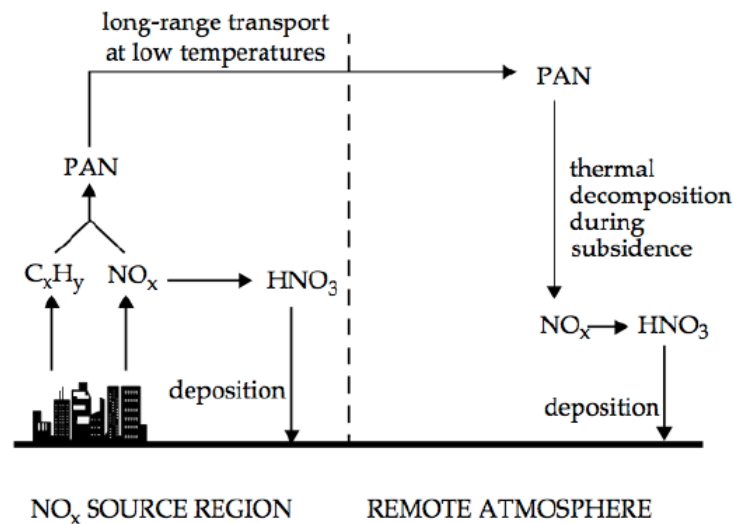 long-range transport
at low temperatures
PAN
PAN
thermal
decomposition
during
subsidence
CxHy NOx HNO3
NOx HNO3
deposition
deposition
NOx SOURCE REGION REMOTE ATMOSPHERE